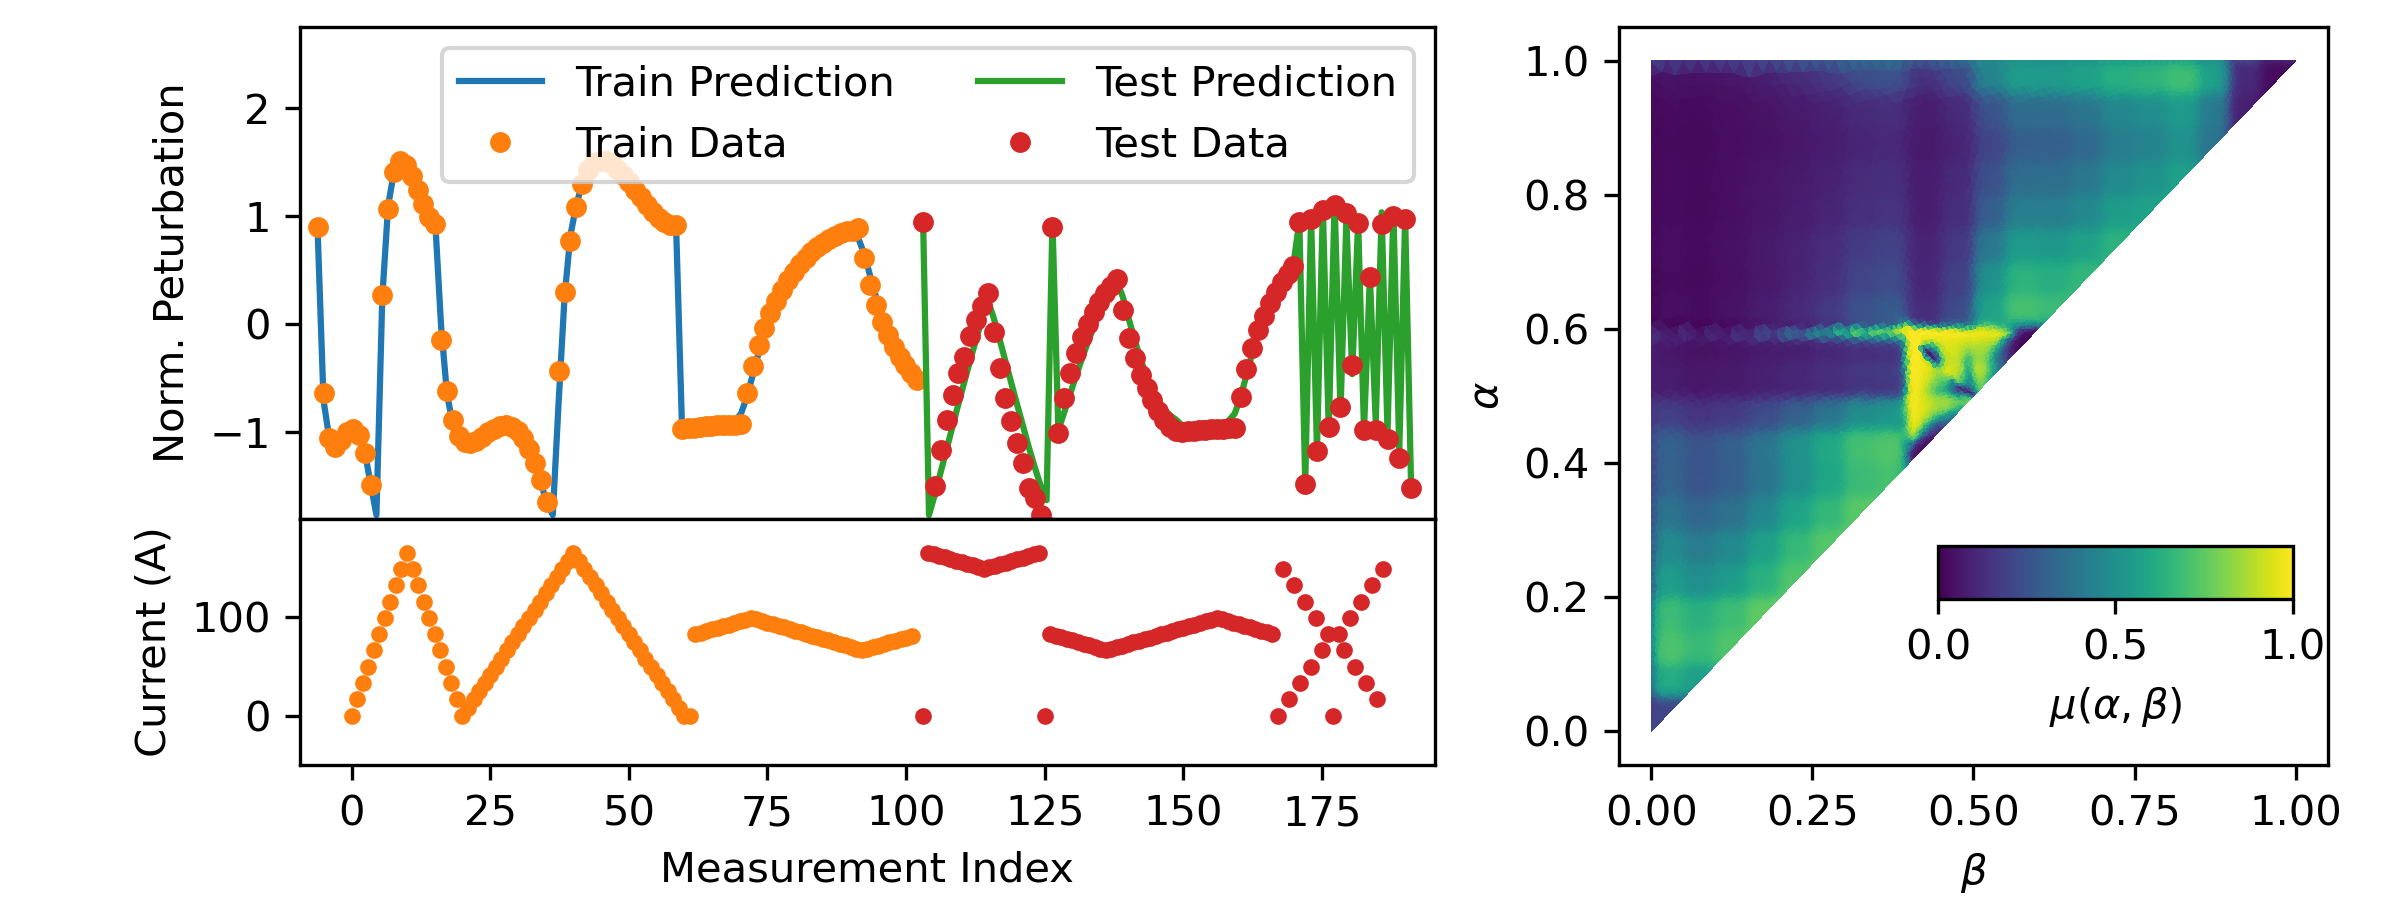 Train Prediction
Train Data
Test Prediction
Test Data
Norm. Peturbation
2
1
0
−1
Current (A)
100
0
0
25
50
75
100
125
150
175
Measurement Index
α
1.0
0.8
0.6
0.4
0.2
0.0
0.00
0.25
0.50
0.75
1.00
β
0.0
0.5
1.0
μ(α, β)